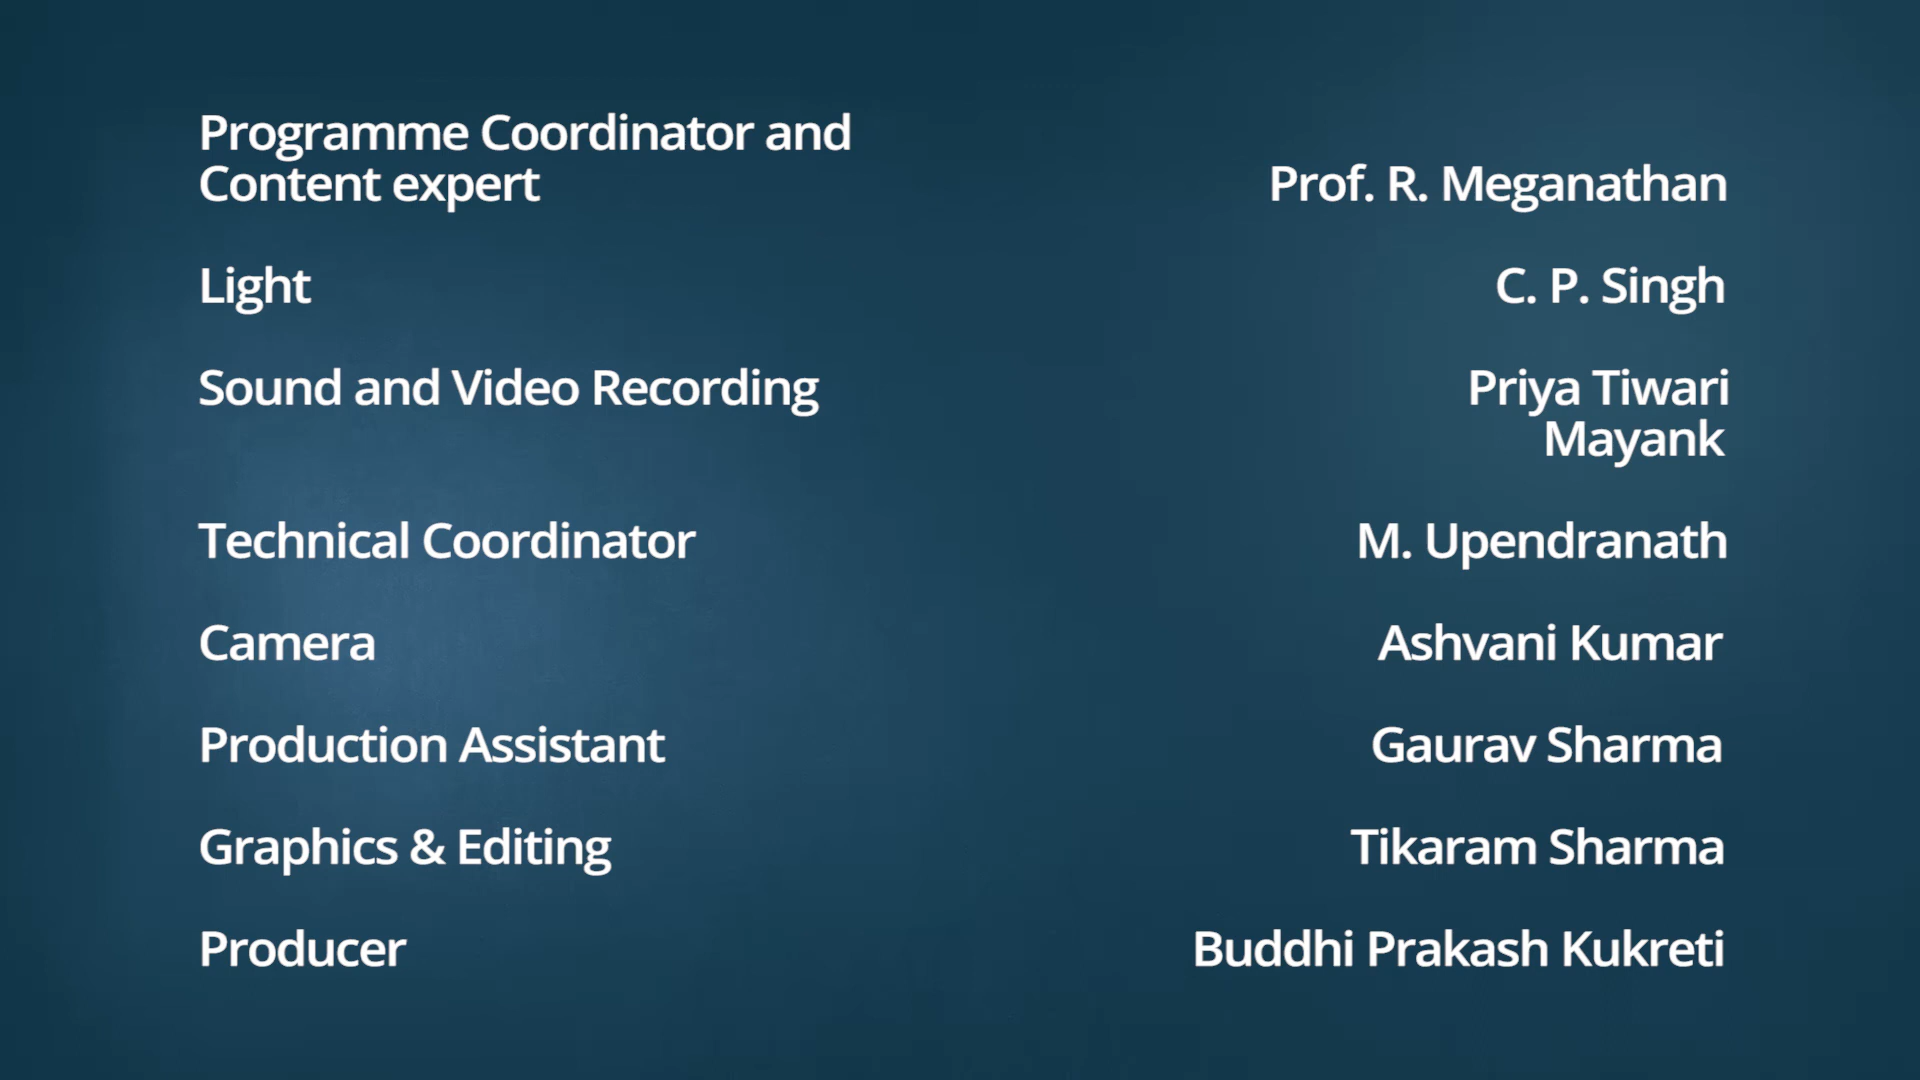 Programme Coordinator and
Content expert Prof. R. Meganathan
Light C. P. Singh
Sound and Video Recording Priya Tiwari
Mayank
Technical Coordinator M. Upendranath
Camera Ashvani Kumar
Production Assistant Gaurav Sharma
Graphics & Editing Tikaram Sharma
Producer Buddhi Prakash Kukreti